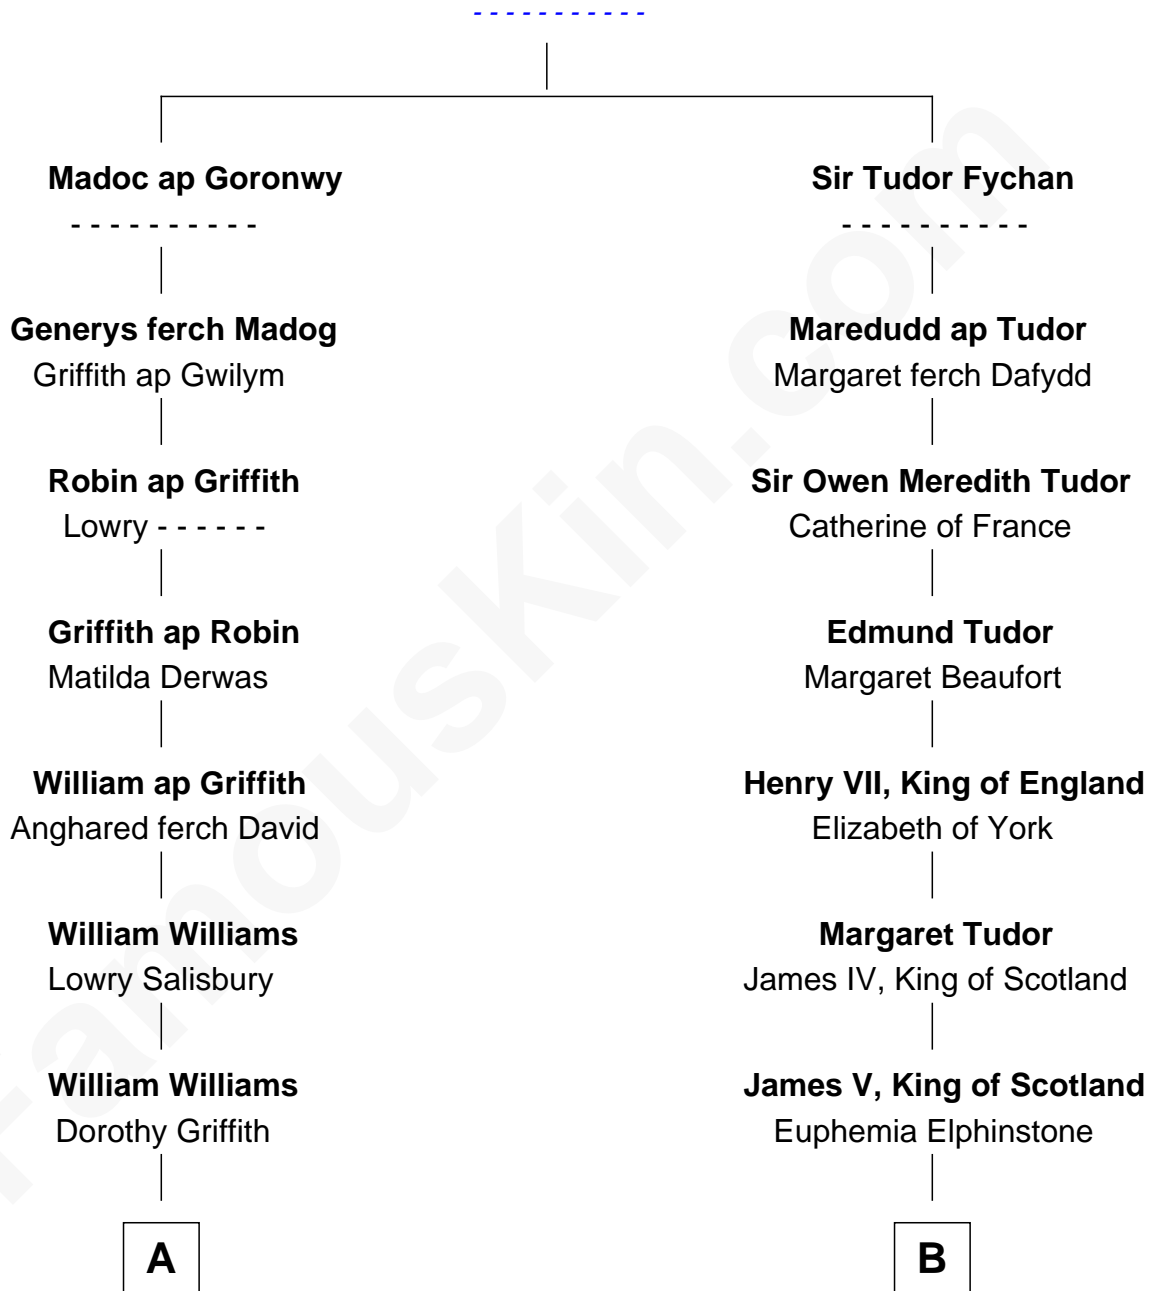 - - - - - - - - - - -
Madoc ap Goronwy
- - - - - - - - - -
Generys ferch Madog
Griffith ap Gwilym
Robin ap Griffith
Lowry - - - - - -
Griffith ap Robin
Matilda Derwas
William ap Griffith
Anghared ferch David
William Williams
Lowry Salisbury
William Williams
Dorothy Griffith
A
Sir Tudor Fychan
- - - - - - - - - -
Maredudd ap Tudor
Margaret ferch Dafydd
Sir Owen Meredith Tudor
Catherine of France
Edmund Tudor
Margaret Beaufort
Henry VII, King of England
Elizabeth of York
Margaret Tudor
James IV, King of Scotland
James V, King of Scotland
Euphemia Elphinstone
B
FamousKin.com